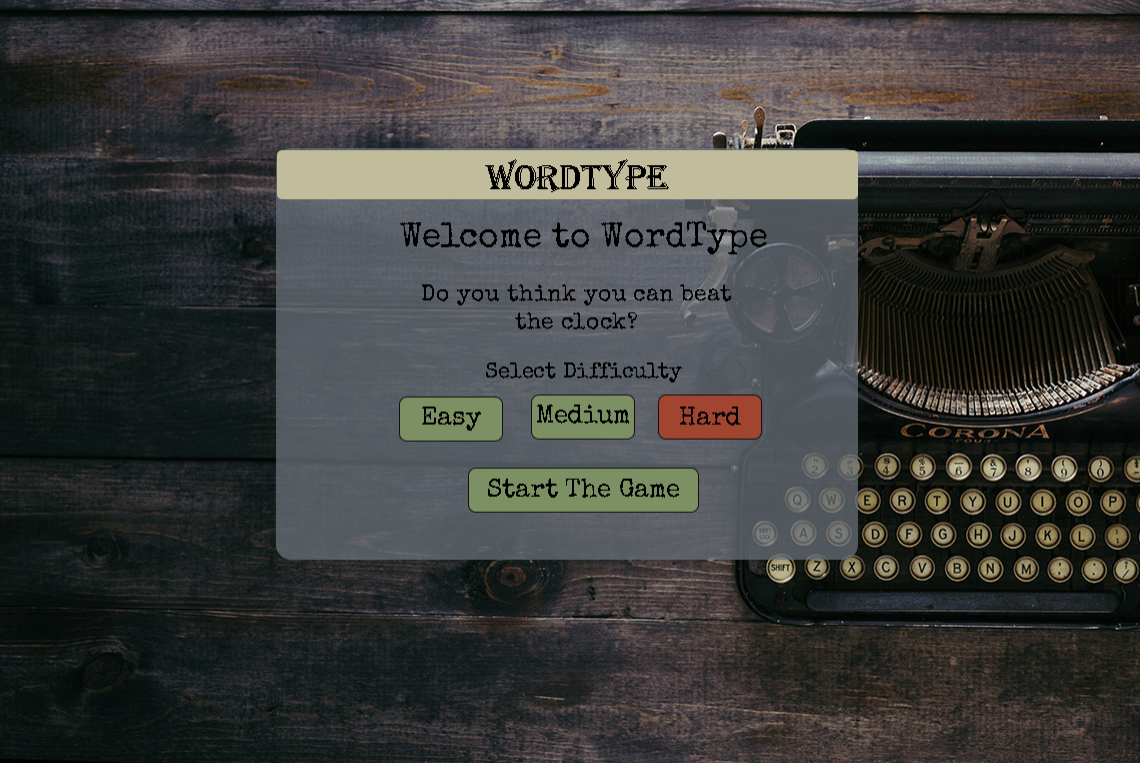 WORDTYPE
Welcome to WordType
Do you think you can beat
the clock?
Select Difficulty
Easy Medium Hard
Start The Game
CORONA
2 3 4 5 6 7 8 9 0
Q W E R T Y U I O P
A S D F G H J K L
SHIFT Z X C V B N M